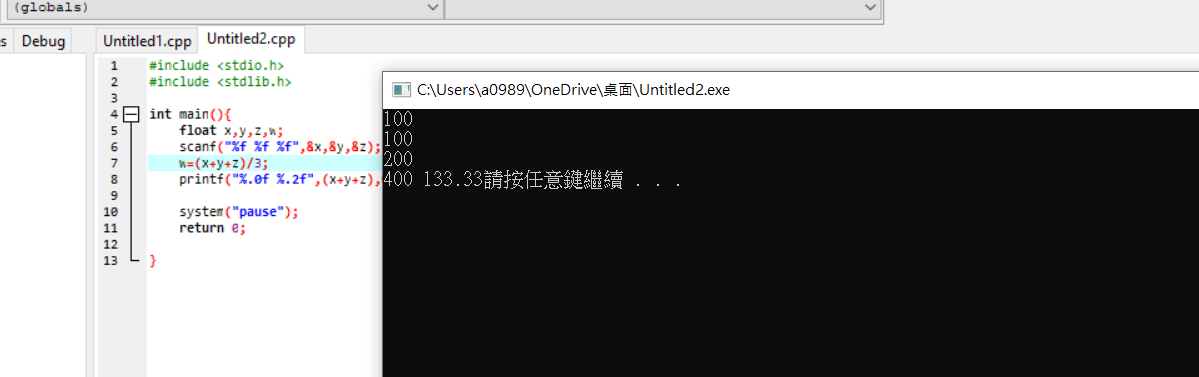 (globals)
s Debug Untitled1.cpp Untitled2.cpp
1 #include <stdio.h>
2 #include <stdlib.h>
3
4 int main(){
5 float x,y,z,w;
6 scanf("%f %f %f",&x,&y,&z);
7 w=(x+y+z)/3;
8 printf("%.0f %.2f",(x+y+z),
9
10 system("pause");
11 return 0;
12
13 }
C:\Users\a0989\OneDrive\桌面\Untitled2.exe
100
100
200
400 133.33請按任意鍵繼續 . . .